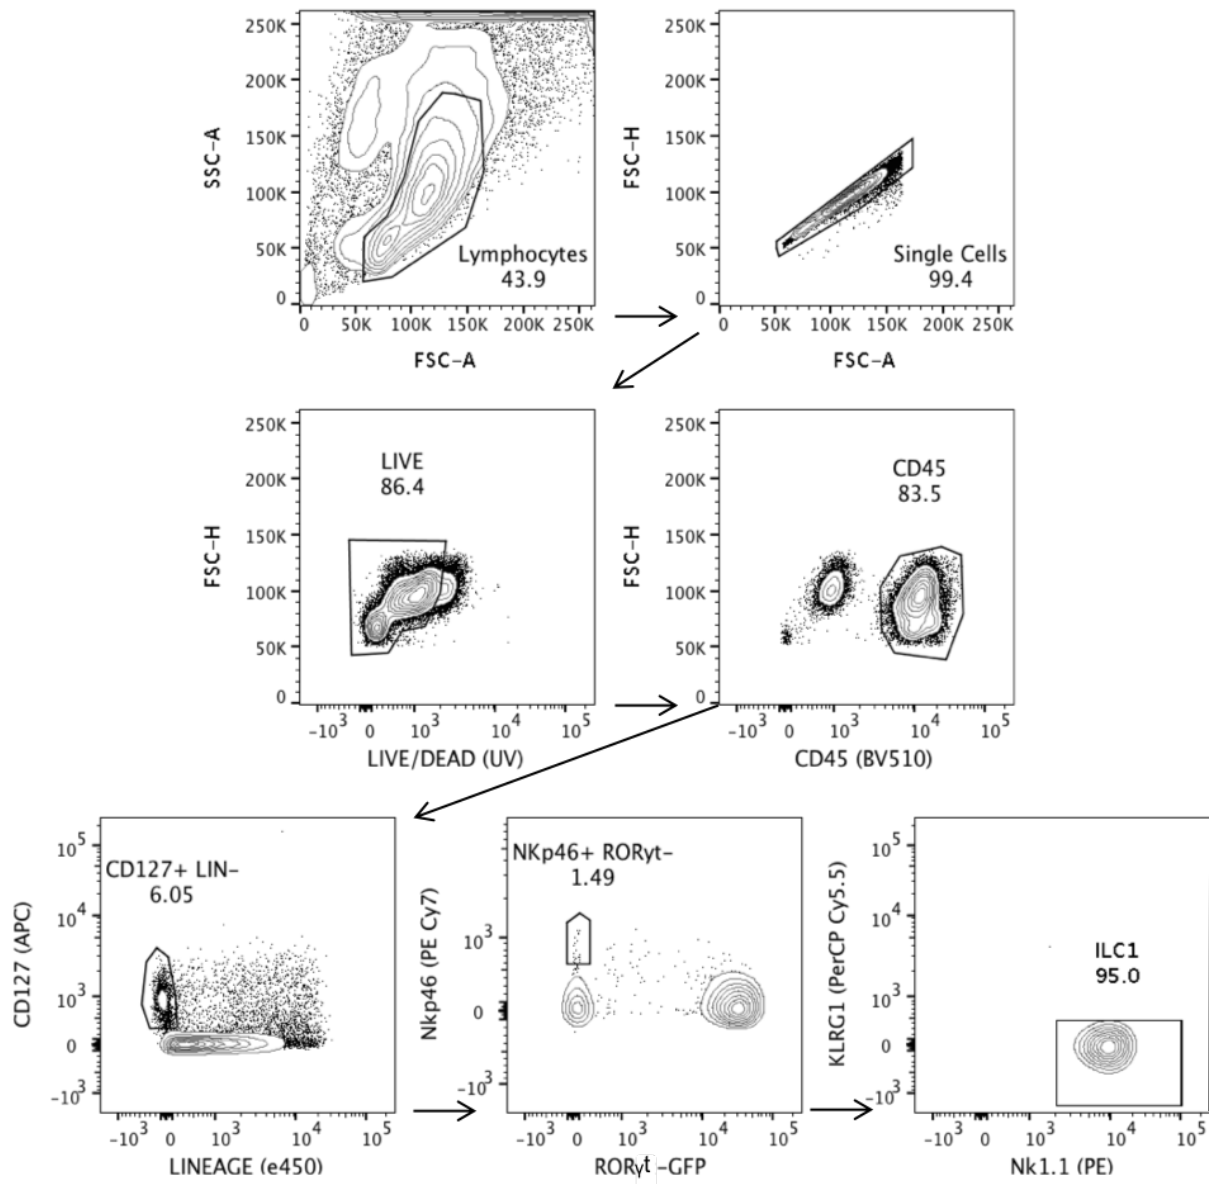 250K
200K
150K
100K
50K
0
SSC-A
Lymphocytes
43.9
0 50K 100K 150K 200K 250K
FSC-A
250K
200K
150K
100K
50K
0
FSC-H
Single Cells
99.4
0 50K 100K 150K 200K 250K
FSC-A
250K
200K
150K
100K
50K
0
FSC-H
LIVE
86.4
-10^3 0 10^3 10^4 10^5
LIVE/DEAD (UV)
250K
200K
150K
100K
50K
0
FSC-H
CD45
83.5
-10^3 0 10^3 10^4 10^5
CD45 (BV510)
10^5
10^4
10^3
0
-10^3
CD127 (APC)
CD127+ LIN-
6.05
-10^3 0 10^3 10^4 10^5
LINEAGE (e450)
10^3
0
-10^3
Nkp46 (PE Cy7)
NKp46+ RORyt-
1.49
-10^3 0 10^3 10^4 10^5
RORγt -GFP
10^5
10^4
10^3
0
-10^3
KLRG1 (PerCP Cy5.5)
ILC1
95.0
-10^3 0 10^3 10^4 10^5
Nk1.1 (PE)